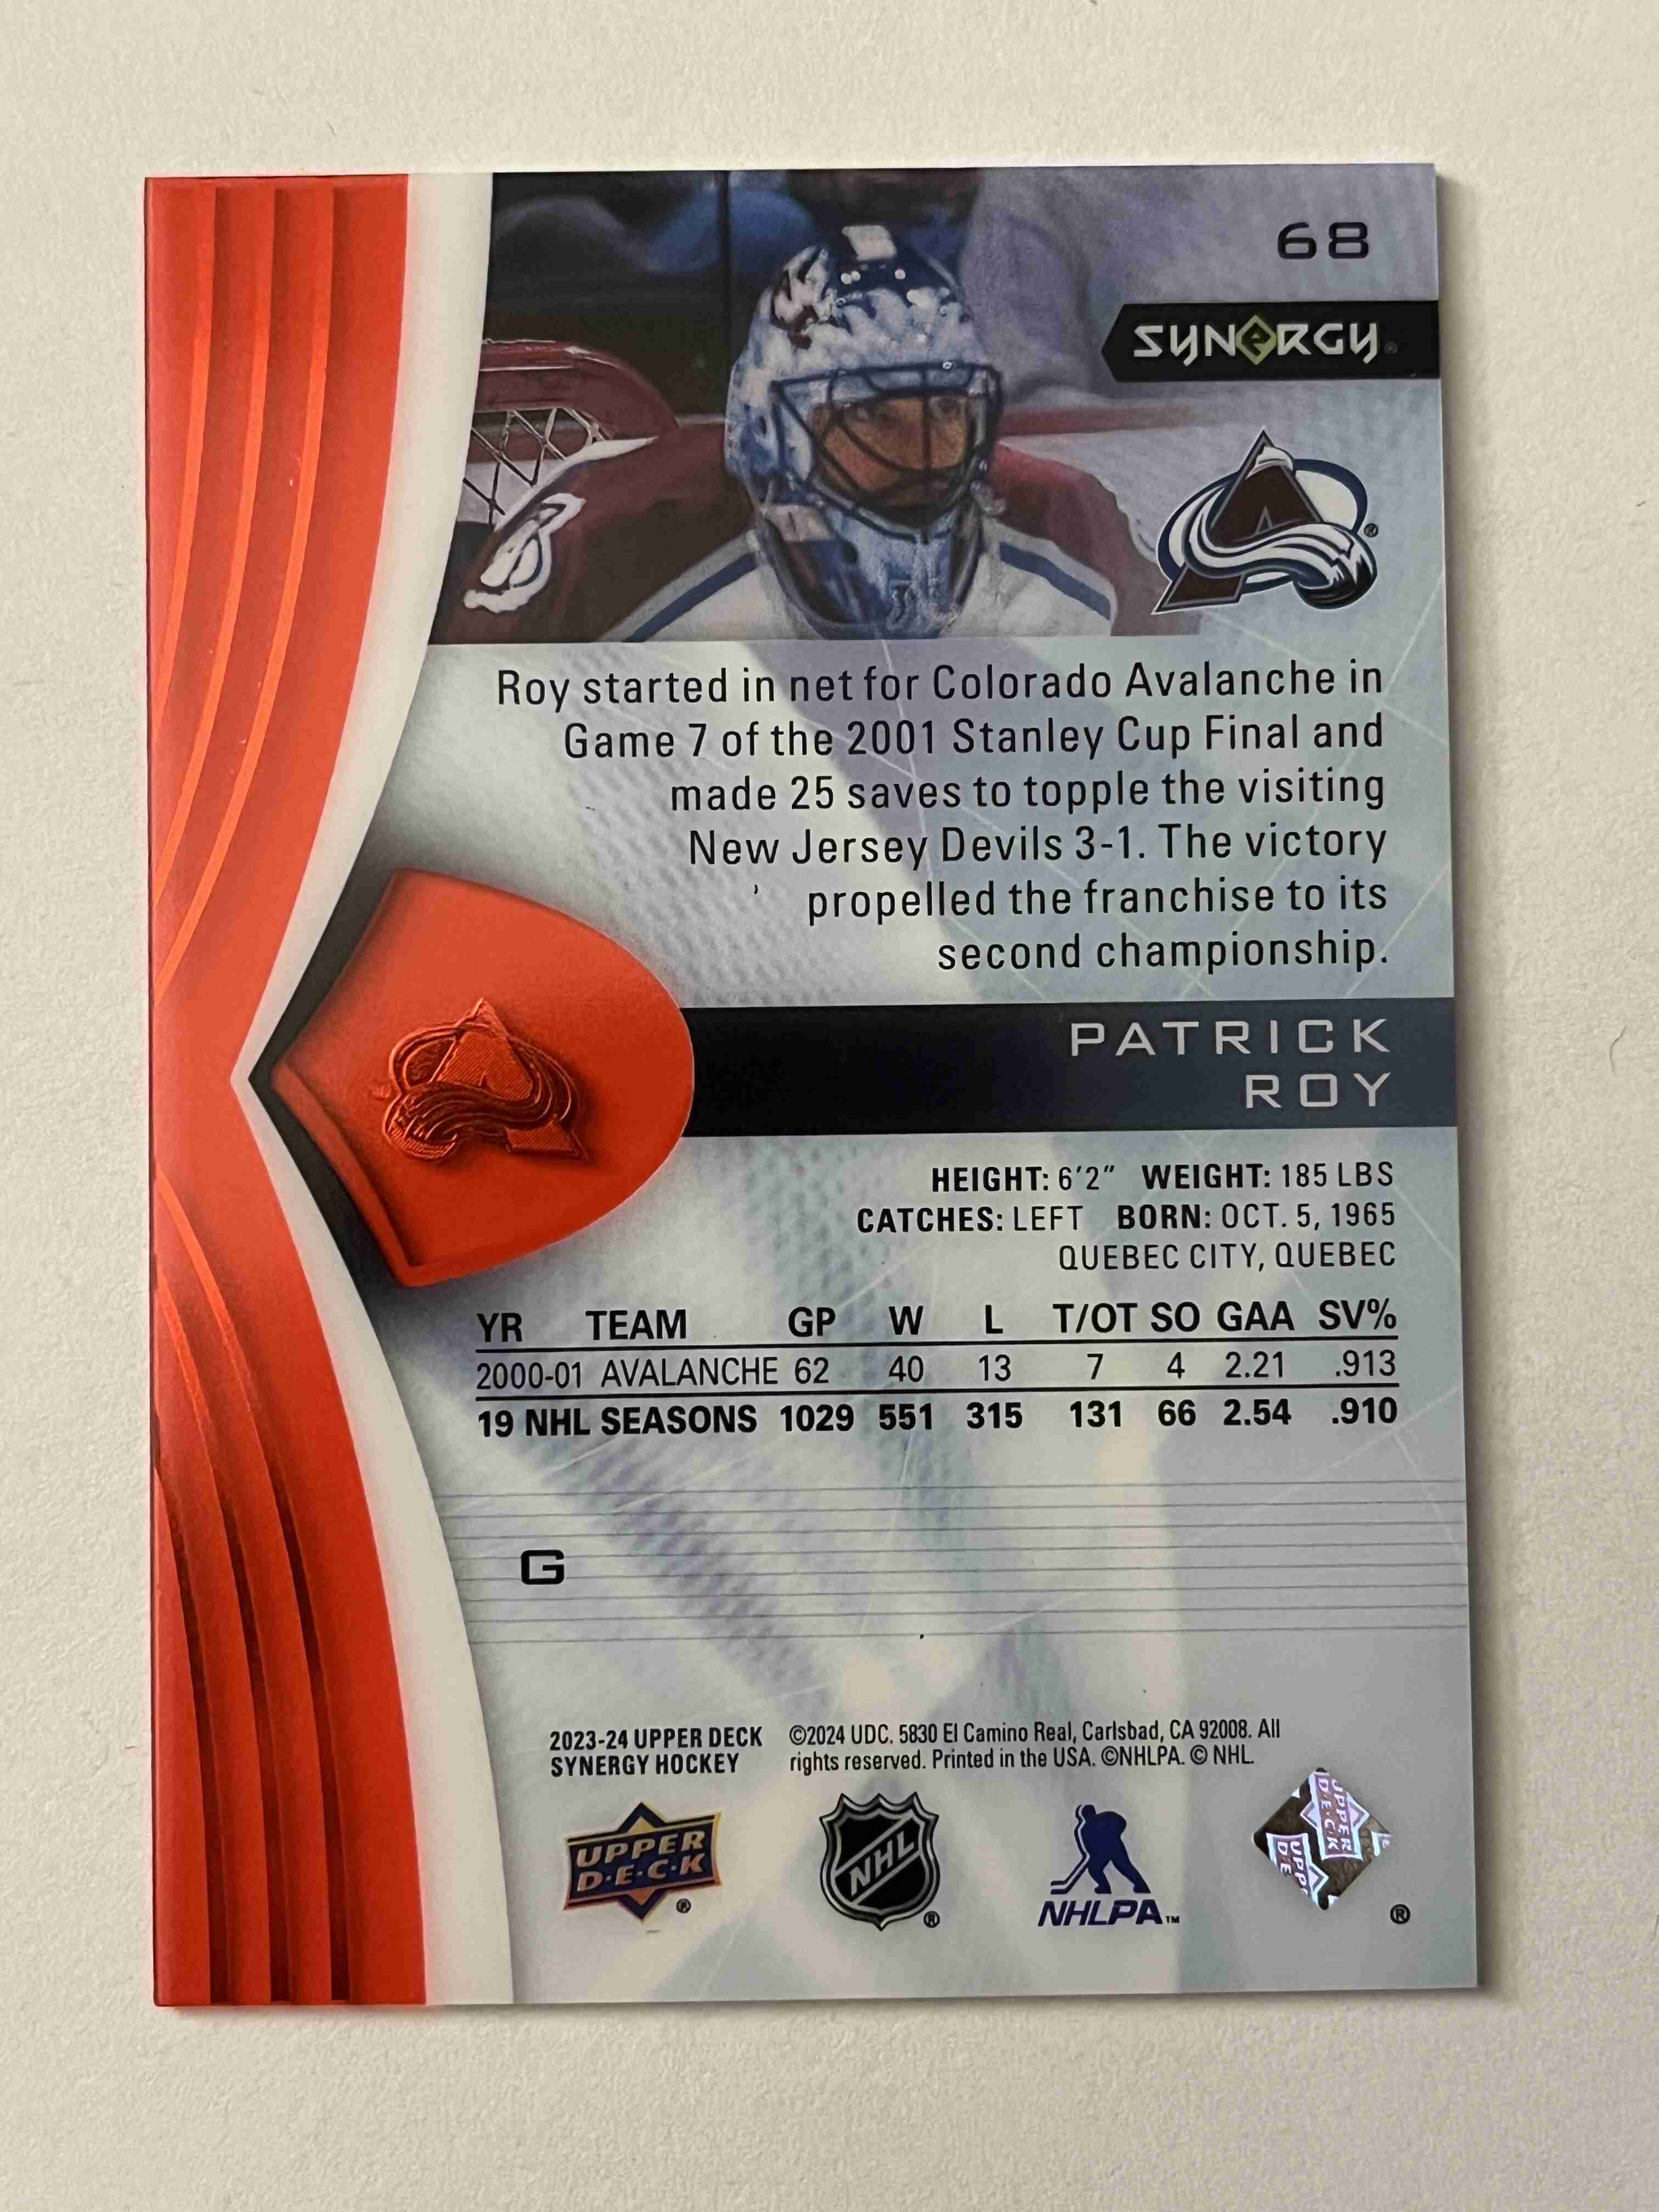 68
SYNERGY
Roy started in net for Colorado Avalanche in
Game 7 of the 2001 Stanley Cup Final and
made 25 saves to topple the visiting
New Jersey Devils 3-1. The victory
propelled the franchise to its
second championship.
PATRICK
ROY
HEIGHT: 6'2" WEIGHT: 185 LBS
CATCHES: LEFT BORN: OCT. 5, 1965
QUEBEC CITY, QUEBEC
YR TEAM GP W L T/OT SO GAA SV%
2000-01 AVALANCHE 62 40 13 7 4 2.21 .913
19 NHL SEASONS 1029 551 315 131 66 2.54 .910
G
2023-24 UPPER DECK
SYNERGY HOCKEY
©2024 UDC. 5830 El Camino Real, Carlsbad, CA 92008. All
rights reserved. Printed in the USA. ©NHLPA. © NHL.
UPPER
D·E·C·K
®
NHL
®
NHLPA™
UPPER
DECK
®